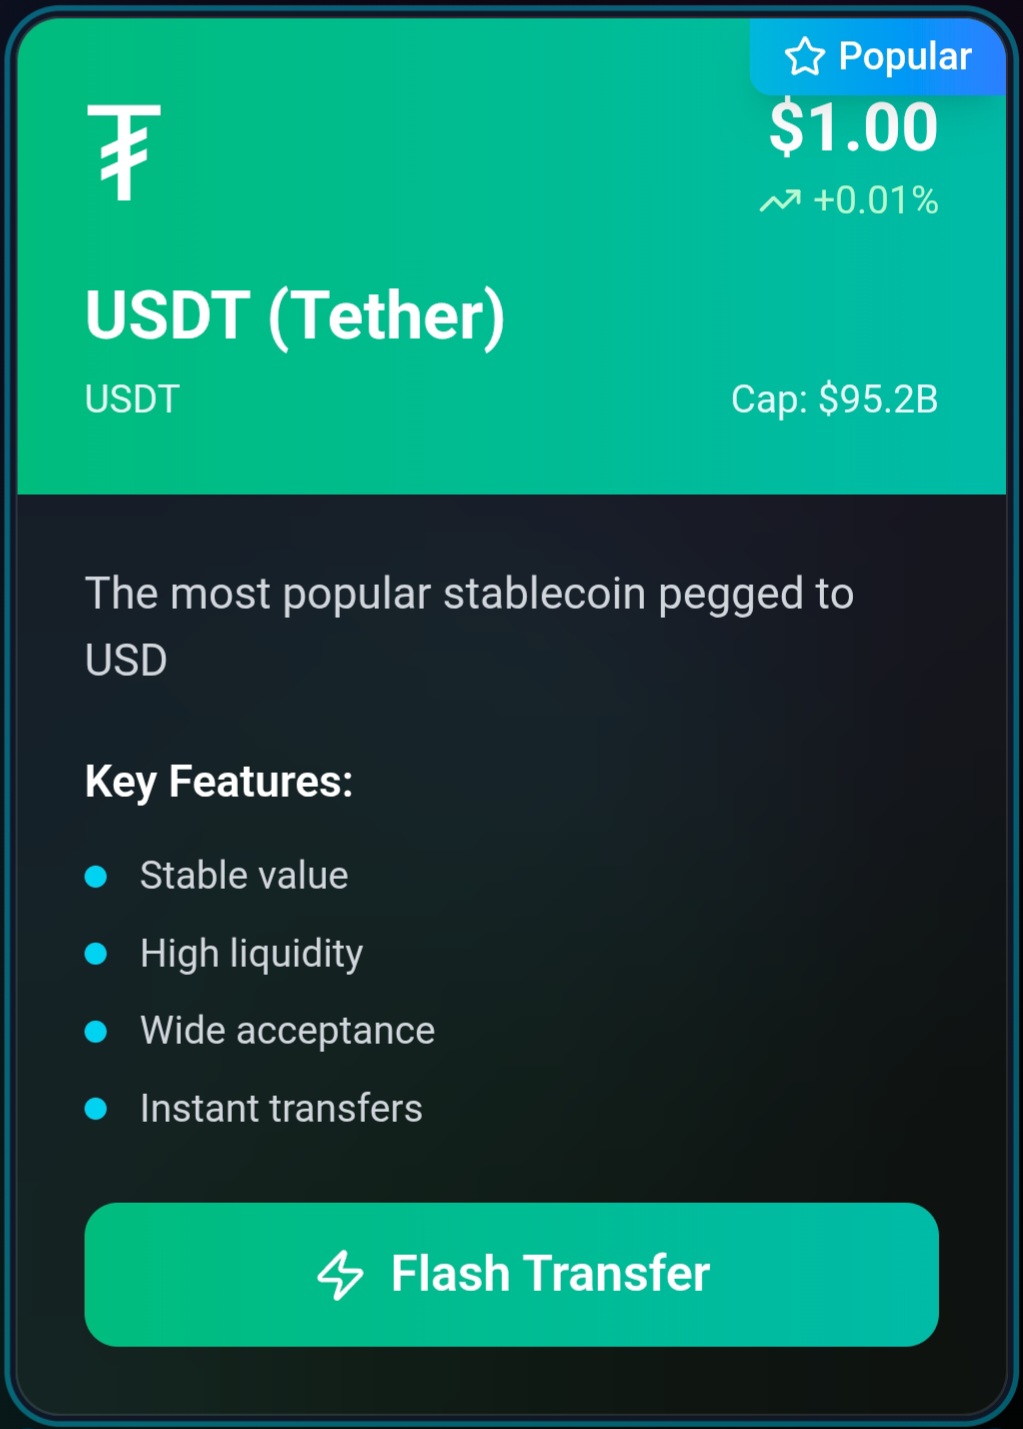 Popular
₮
$1.00
+0.01%
USDT (Tether)
USDT
Cap: $95.2B
The most popular stablecoin pegged to
USD
Key Features:
Stable value
High liquidity
Wide acceptance
Instant transfers
Flash Transfer